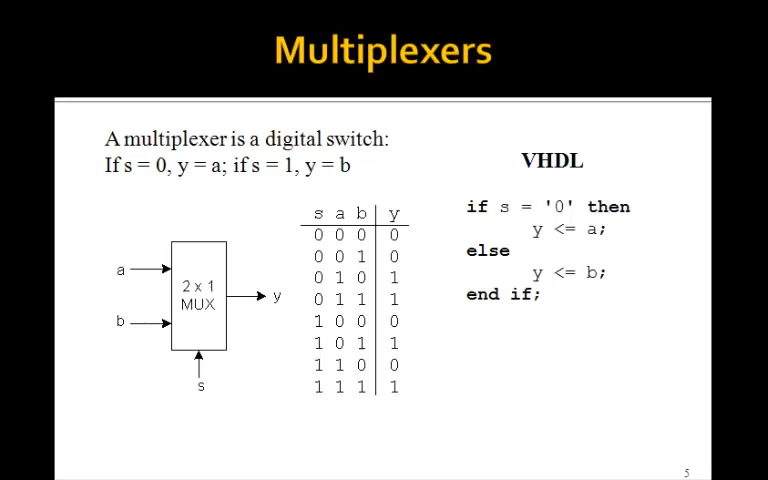 Multiplexers
A multiplexer is a digital switch:
If s = 0, y = a; if s = 1, y = b
a
b
2 x 1
MUX
y
s
s a b y
0 0 0 0
0 0 1 0
0 1 0 1
0 1 1 1
1 0 0 0
1 0 1 1
1 1 0 0
1 1 1 1
VHDL
if s = '0' then
y <= a;
else
y <= b;
end if;
5